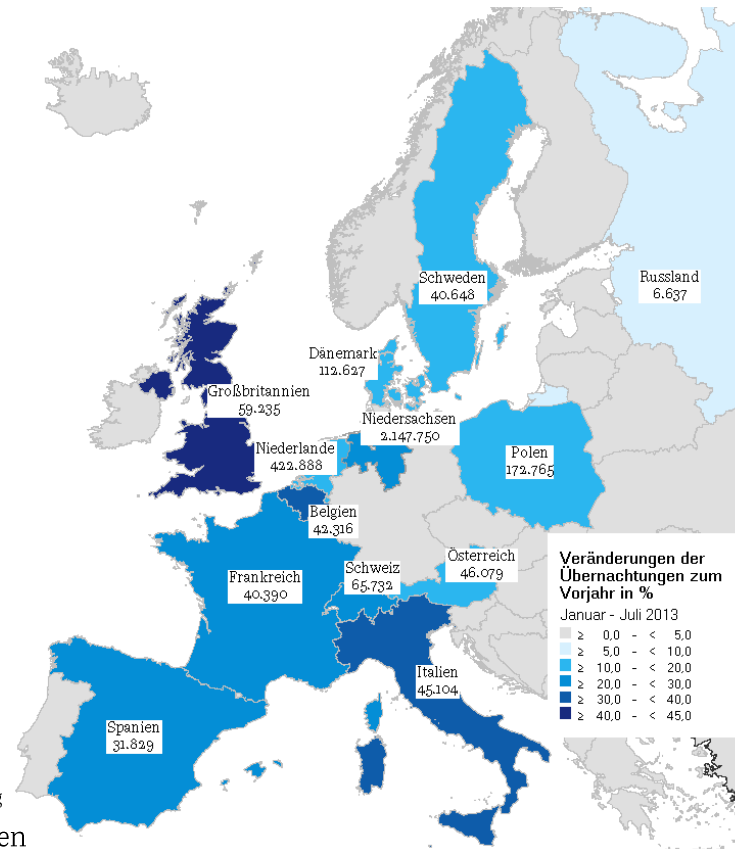 Schweden
40.648
Russland
6.637
Dänemark
112.627
Großbritannien
59.235
Niedersachsen
2.147.750
Niederlande
422.888
Polen
172.765
Belgien
42.316
Österreich
46.079
Schweiz
65.732
Frankreich
40.390
Italien
45.104
Spanien
31.829
Veränderungen der
Übernachtungen zum
Vorjahr in %
Januar - Juli 2013
≥ 0,0 - < 5,0
≥ 5,0 - < 10,0
≥ 10,0 - < 20,0
≥ 20,0 - < 30,0
≥ 30,0 - < 40,0
≥ 40,0 - < 45,0
g
en